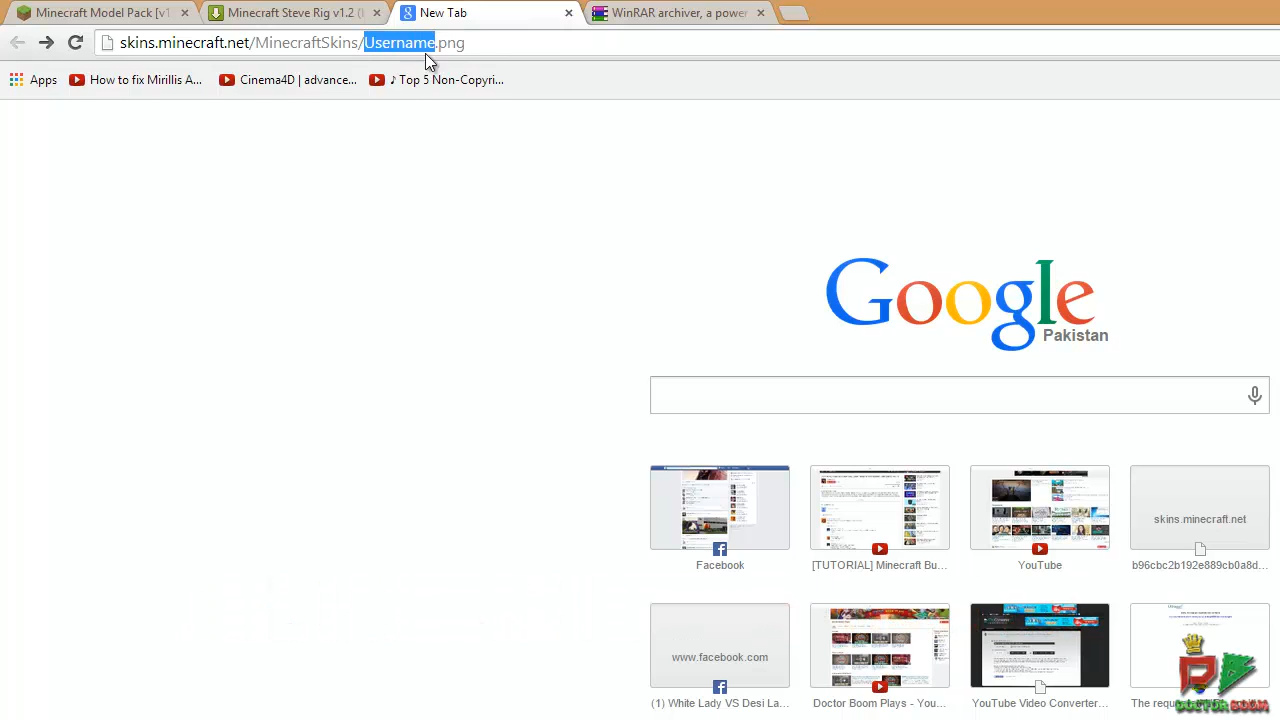 Minecraft Model Pack [v1
Minecraft Steve Rig v1.2 (
New Tab
WinRAR archiver, a power
skins.minecraft.net/MinecraftSkins/Username.png
Apps
How to fix Mirillis A...
Cinema4D | advance...
♪ Top 5 Non-Copyri...
Google
Pakistan
skins.minecraft.net
Facebook
[TUTORIAL] Minecraft Bu...
YouTube
b96cbc2b192e889cb0a8d...
www.facebook.com
(1) White Lady VS Desi La...
Doctor Boom Plays - You...
YouTube Video Converter...
The requ